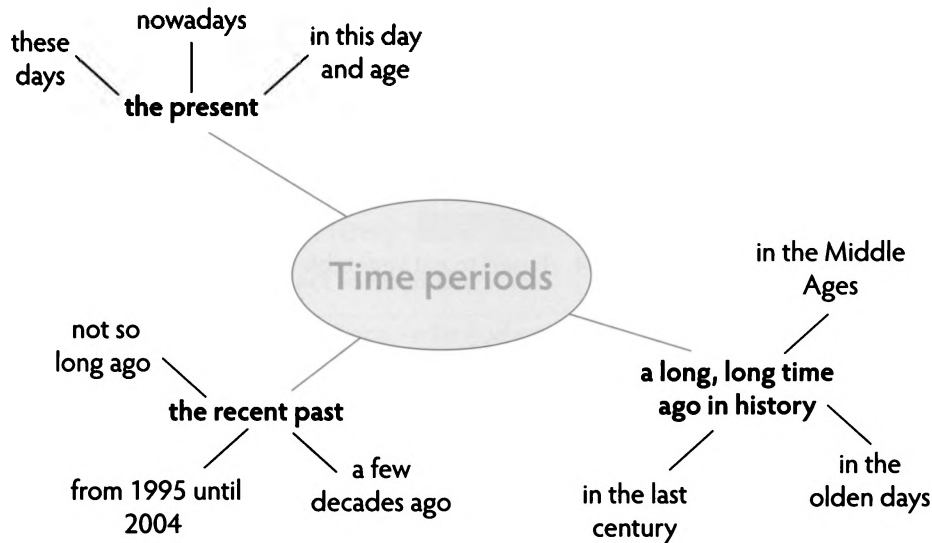 nowadays
these
days
in this day
and age
the present
Time periods
in the Middle
Ages
not so
long ago
a long, long time
ago in history
the recent past
from 1995 until
2004
a few
decades ago
in the last
century
in the
olden days